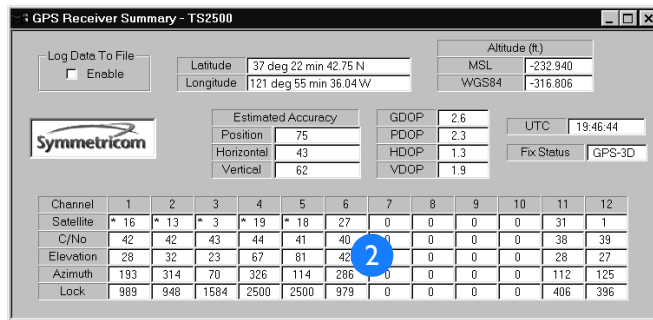 GPS Receiver Summary - TS2500
Log Data To File
Enable
Latitude 37 deg 22 min 42.75 N
Longitude 121 deg 55 min 36.04 W
Altitude (ft.)
MSL -232.940
WGS84 -316.806
Symmetricom
Estimated Accuracy
Position 75
Horizontal 43
Vertical 62
GDOP 2.6
PDOP 2.3
HDOP 1.3
VDOP 1.9
UTC 19:46:44
Fix Status GPS-3D
Channel 1 2 3 4 5 6 7 8 9 10 11 12
Satellite * 16 * 13 * 3 * 19 * 18 27 0 0 0 0 31 1
C/No 42 42 43 44 41 40 0 0 0 0 38 39
Elevation 28 32 23 67 81 42 2 0 0 0 0 28 27
Azimuth 193 314 70 326 114 286 0 0 0 0 112 125
Lock 989 948 1584 2500 2500 979 0 0 0 0 406 396